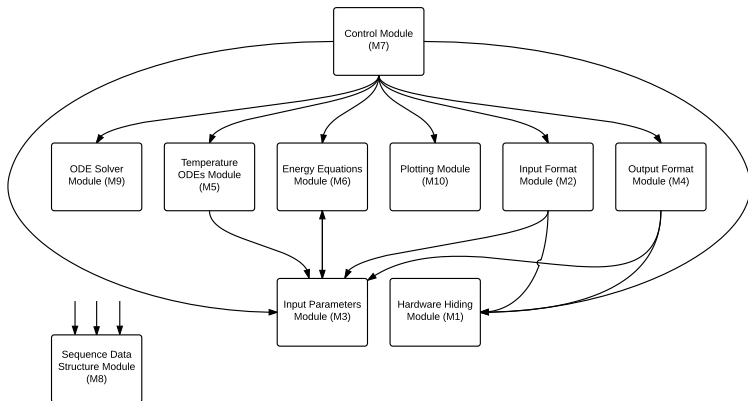 Control Module
(M7)
ODE Solver
Module (M9)
Temperature
ODEs Module
(M5)
Energy Equations
Module (M6)
Plotting Module
(M10)
Input Format
Module (M2)
Output Format
Module (M4)
Input Parameters
Module (M3)
Hardware Hiding
Module (M1)
Sequence Data
Structure Module
(M8)